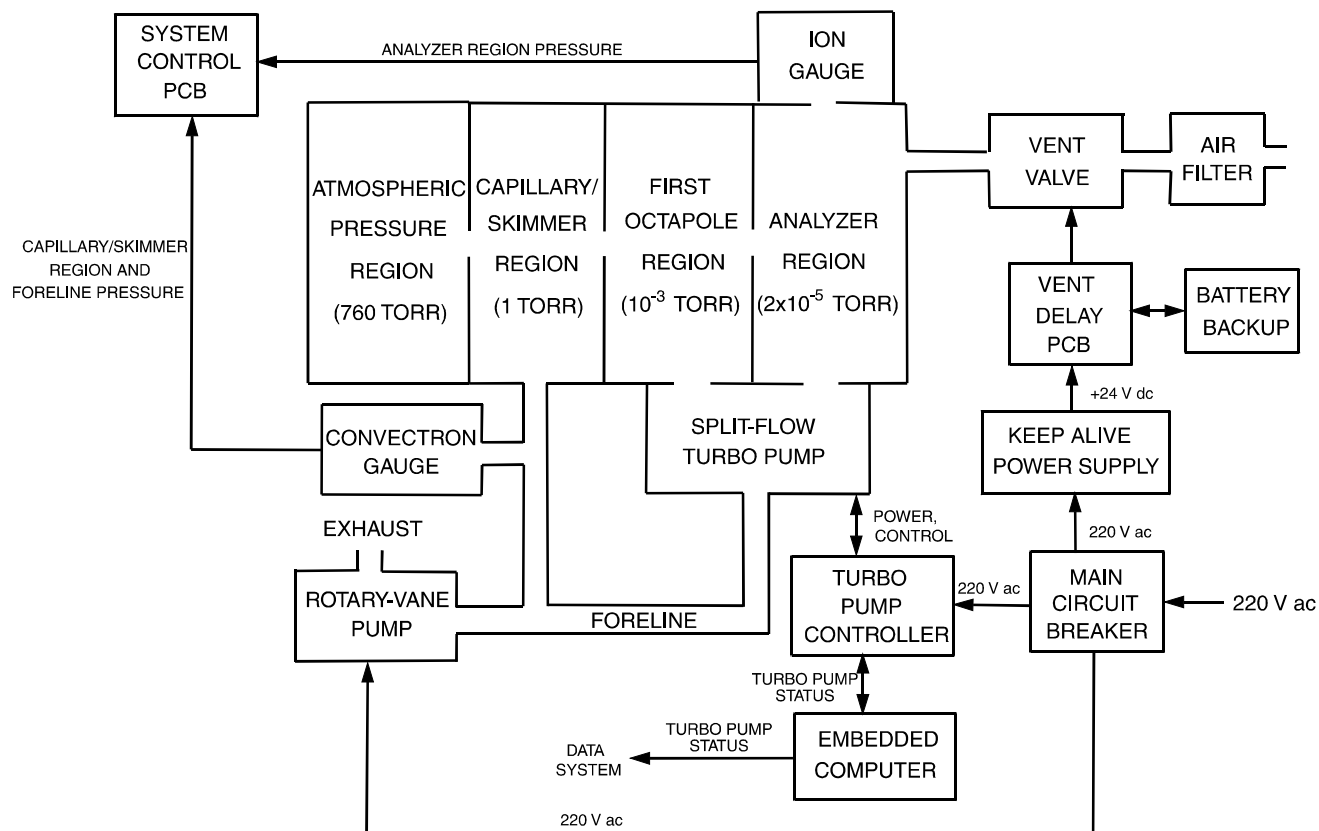 SYSTEM
CONTROL
PCB
ANALYZER REGION PRESSURE
ION
GAUGE
VENT
VALVE
AIR
FILTER
ATMOSPHERIC
PRESSURE
REGION
(760 TORR)
CAPILLARY/
SKIMMER
REGION
(1 TORR)
FIRST
OCTAPOLE
REGION
(10⁻³ TORR)
ANALYZER
REGION
(2x10⁻⁵ TORR)
CAPILLARY/SKIMMER
REGION AND
FORELINE PRESSURE
VENT
DELAY
PCB
BATTERY
BACKUP
+24 V dc
CONVECTRON
GAUGE
SPLIT-FLOW
TURBO PUMP
KEEP ALIVE
POWER SUPPLY
EXHAUST
POWER,
CONTROL
220 V ac
ROTARY-VANE
PUMP
FORELINE
TURBO
PUMP
CONTROLLER
220 V ac
MAIN
CIRCUIT
BREAKER
220 V ac
TURBO PUMP
STATUS
TURBO PUMP
STATUS
DATA
SYSTEM
EMBEDDED
COMPUTER
220 V ac